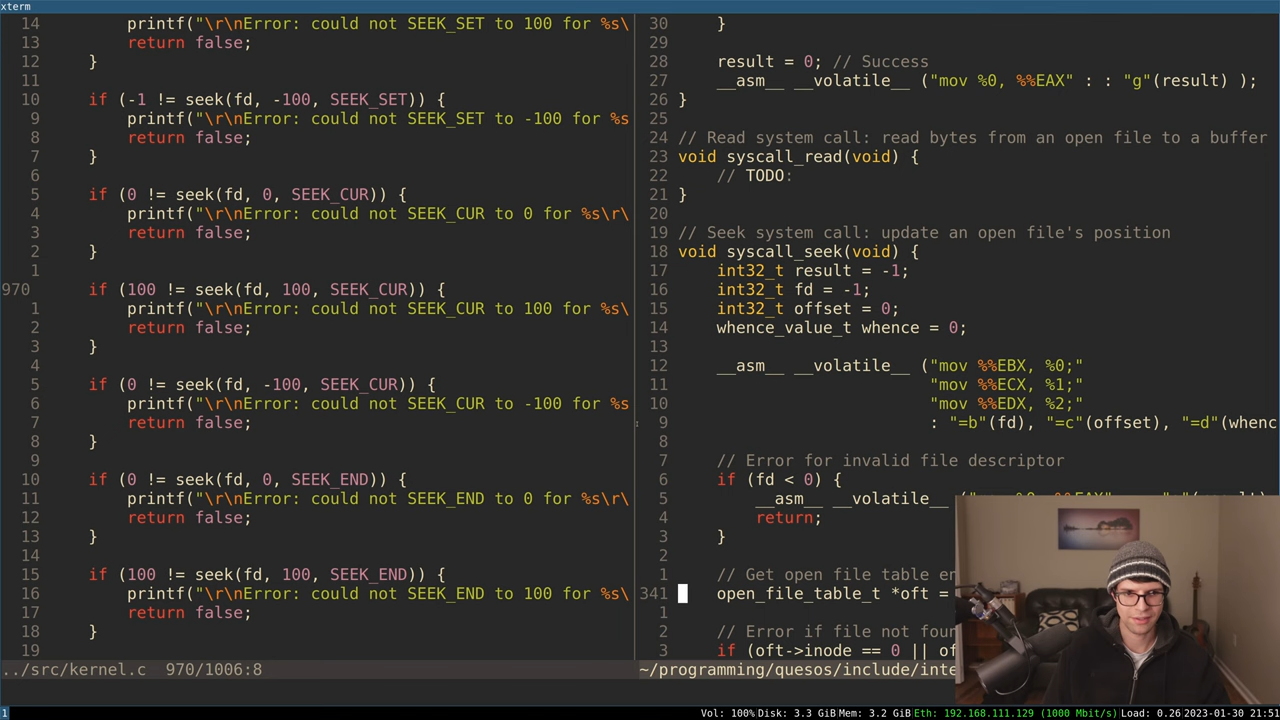 xterm
14 printf("\r\nError: could not SEEK_SET to 100 for %s\
13 return false;
12 }
11
10 if (-1 != seek(fd, -100, SEEK_SET)) {
9 printf("\r\nError: could not SEEK_SET to -100 for %s
8 return false;
7 }
6
5 if (0 != seek(fd, 0, SEEK_CUR)) {
4 printf("\r\nError: could not SEEK_CUR to 0 for %s\r\
3 return false;
2 }
1
970 if (100 != seek(fd, 100, SEEK_CUR)) {
1 printf("\r\nError: could not SEEK_CUR to 100 for %s\
2 return false;
3 }
4
5 if (0 != seek(fd, -100, SEEK_CUR)) {
6 printf("\r\nError: could not SEEK_CUR to -100 for %s
7 return false;
8 }
9
10 if (0 != seek(fd, 0, SEEK_END)) {
11 printf("\r\nError: could not SEEK_END to 0 for %s\r\
12 return false;
13 }
14
15 if (100 != seek(fd, 100, SEEK_END)) {
16 printf("\r\nError: could not SEEK_END to 100 for %s\
17 return false;
18 }
19
../src/kernel.c 970/1006:8
30 }
29
28 result = 0; // Success
27 __asm__ __volatile__ ("mov %0, %%EAX" : : "g"(result) );
26 }
25
24 // Read system call: read bytes from an open file to a buffer
23 void syscall_read(void) {
22 // TODO:
21 }
20
19 // Seek system call: update an open file's position
18 void syscall_seek(void) {
17 int32_t result = -1;
16 int32_t fd = -1;
15 int32_t offset = 0;
14 whence_value_t whence = 0;
13
12 __asm__ __volatile__ ("mov %%EBX, %0;"
11 "mov %%ECX, %1;"
10 "mov %%EDX, %2;"
9 : "=b"(fd), "=c"(offset), "=d"(whenc
8
7 // Error for invalid file descriptor
6 if (fd < 0) {
5 __asm__ __volatile__
4 return;
3 }
2
1 // Get open file table en
341 open_file_table_t *oft =
1
2 // Error if file not foun
3 if (oft->inode == 0 || of
~/programming/quesos/include/inte
1 Vol: 100% Disk: 3.3 GiB Mem: 3.2 GiB Eth: 192.168.111.129 (1000 Mbit/s) Load: 0.26 2023-01-30 21:51